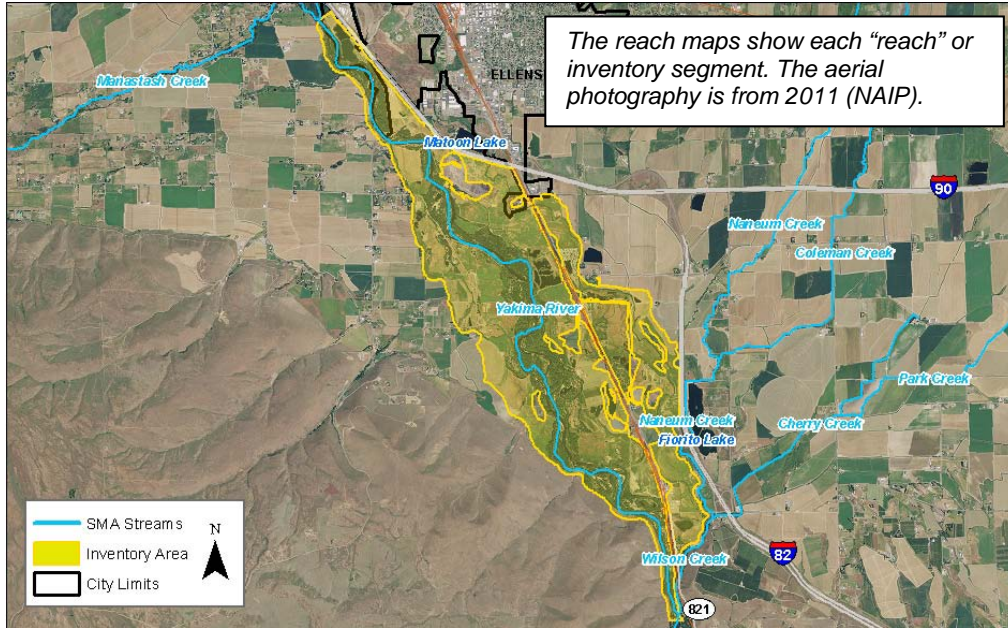 The reach maps show each “reach” or
inventory segment. The aerial
photography is from 2011 (NAIP).
ELLENS
Manastash Creek
Matoon Lake
90
Naneum Creek
Coleman Creek
Yakima River
Park Creek
Naneum Creek
Cherry Creek
Fiorito Lake
Wilson Creek
82
821
SMA Streams
Inventory Area
City Limits
N